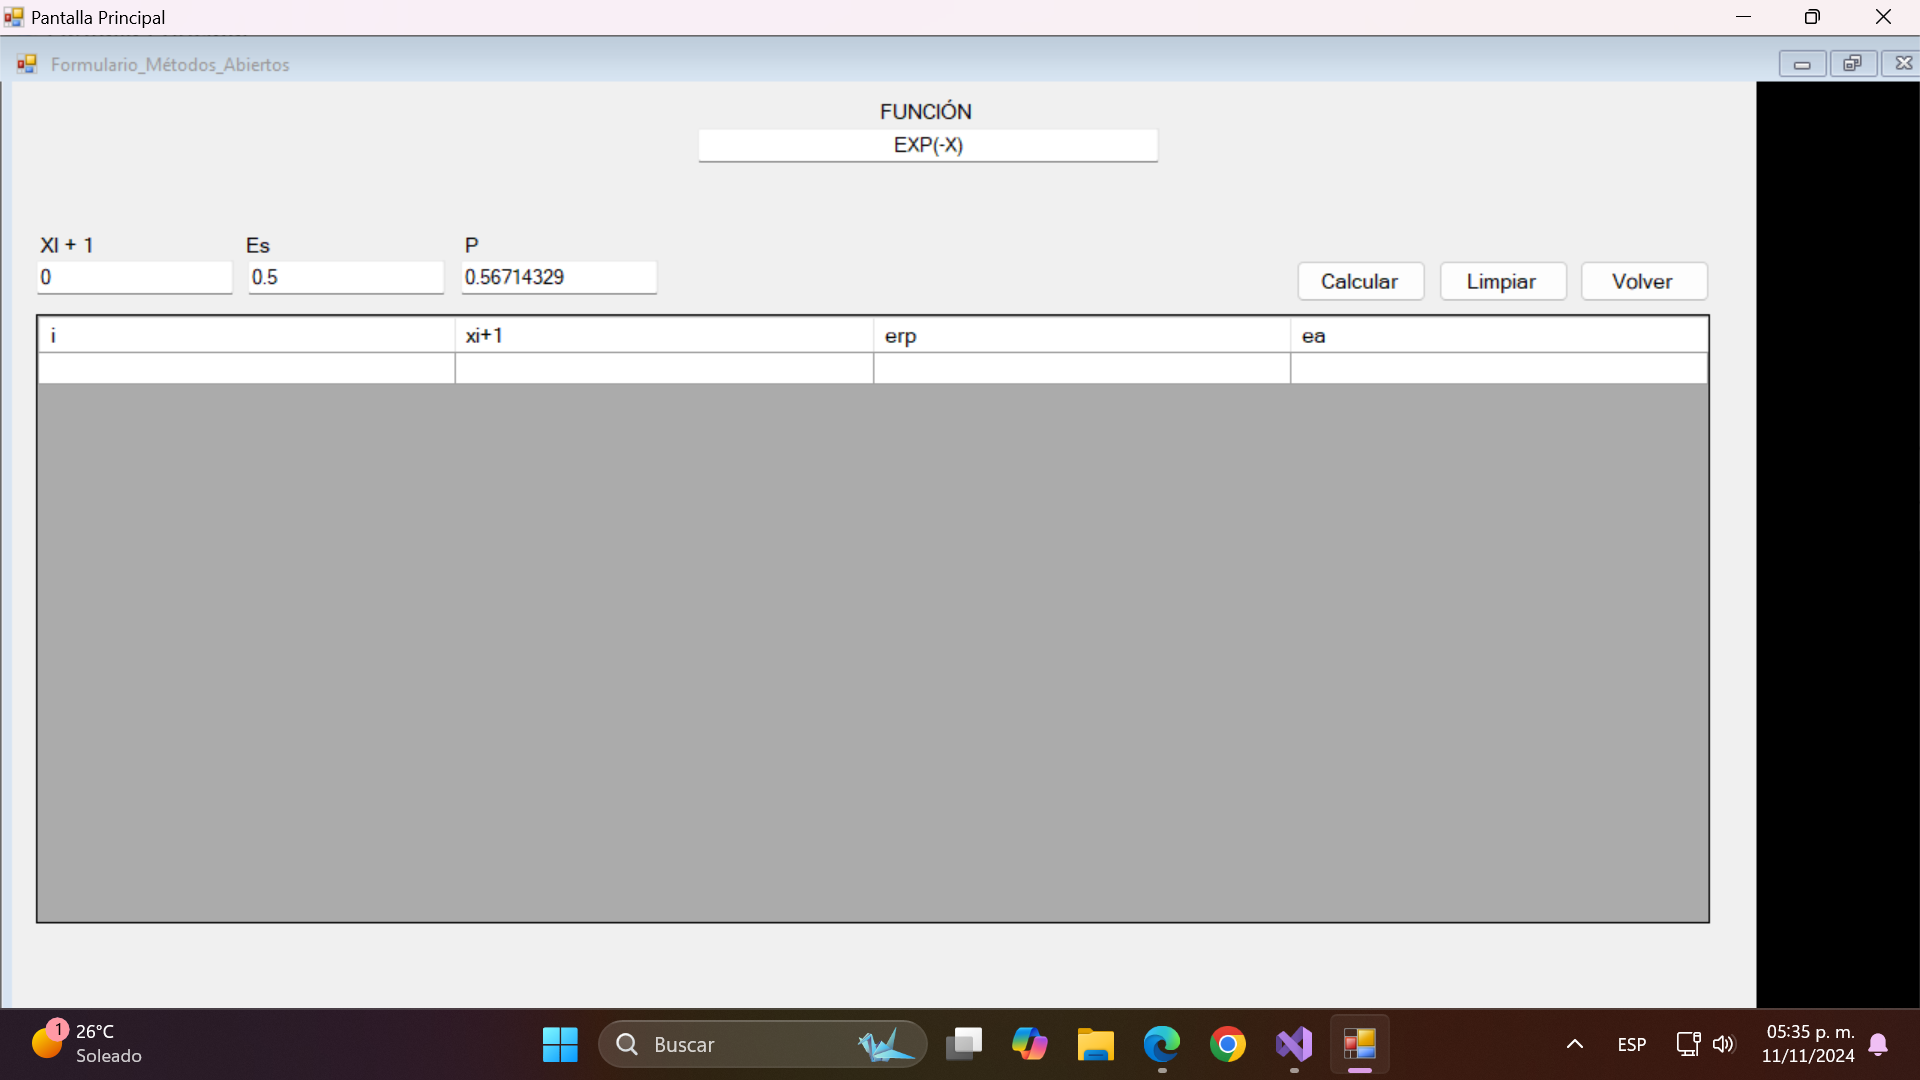 Pantalla Principal
Formulario_Métodos_Abiertos
FUNCIÓN
EXP(-X)
XI + 1 Es P
0 0.5 0.56714329
Calcular Limpiar Volver
i xi+1 erp ea
1 26°C
Soleado
Buscar
ESP
05:35 p. m.
11/11/2024